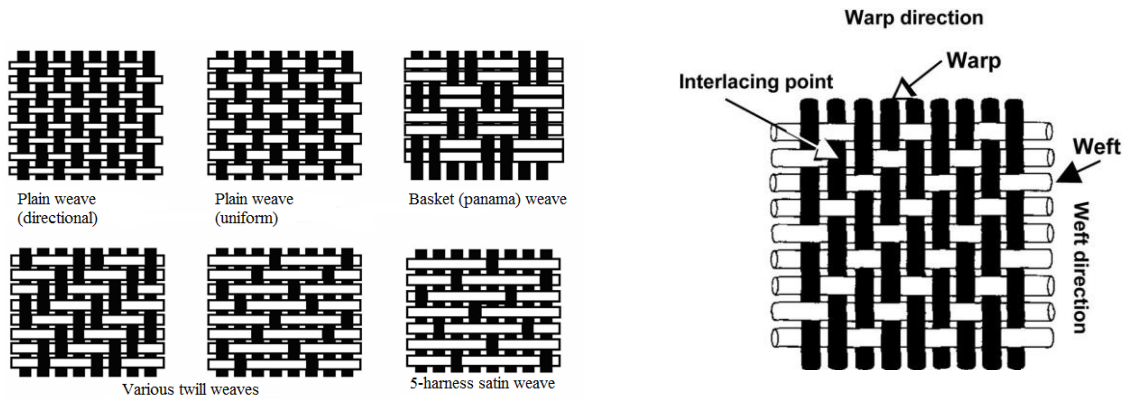 Plain weave
(directional)
Plain weave
(uniform)
Basket (panama) weave
Various twill weaves
5-harness satin weave
Warp direction
Warp
Interlacing point
Weft
Weft direction